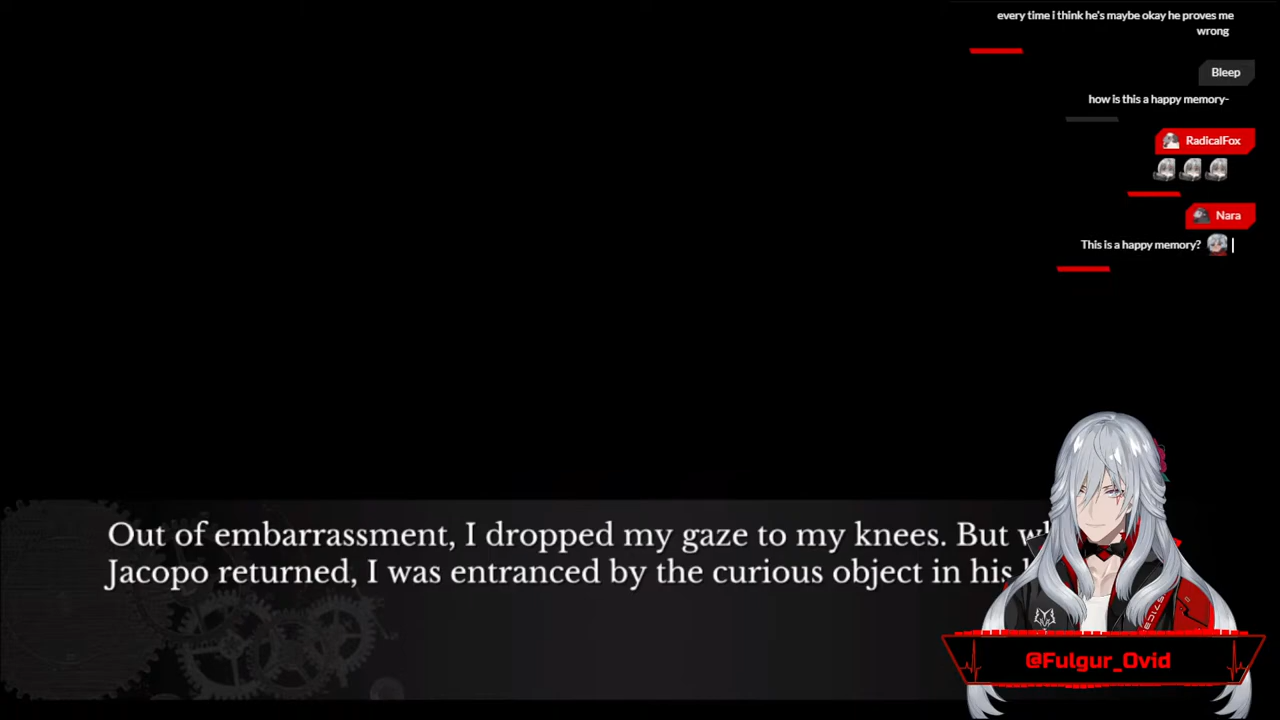 every time i think he's maybe okay he proves me
wrong
Bleep
how is this a happy memory-
RadicalFox
Nara
This is a happy memory?
Out of embarrassment, I dropped my gaze to my knees. But
Jacopo returned, I was entranced by the curious object in his
@Fulgur_Ovid